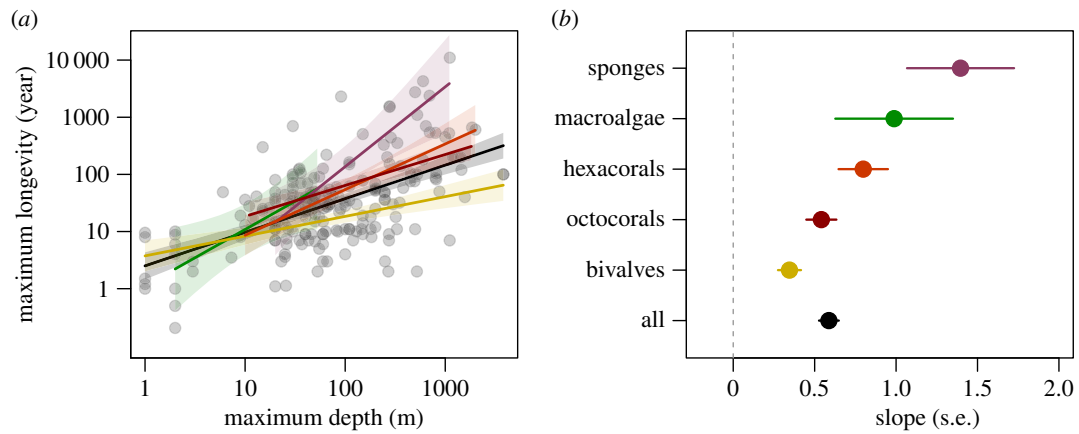 (a)
maximum longevity (year)
10 000
1000
100
10
1
1 10 100 1000
maximum depth (m)
(b)
sponges
macroalgae
hexacorals
octocorals
bivalves
all
0 0.5 1.0 1.5 2.0
slope (s.e.)